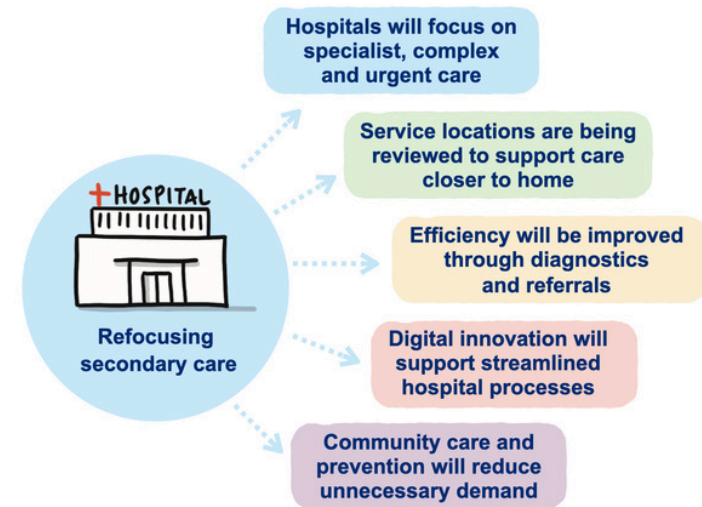 Hospitals will focus on
specialist, complex
and urgent care
Service locations are being
reviewed to support care
closer to home
+HOSPITAL
Efficiency will be improved
through diagnostics
and referrals
Refocusing
secondary care
Digital innovation will
support streamlined
hospital processes
Community care and
prevention will reduce
unnecessary demand